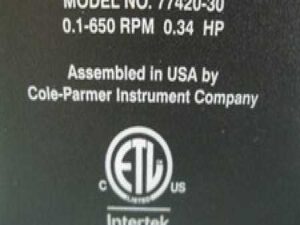 MODEL NO. 77420-30
0.1-650 RPM 0.34 HP
Assembled in USA by
Cole-Parmer Instrument Company
ETL
C US
LISTED
Intertek